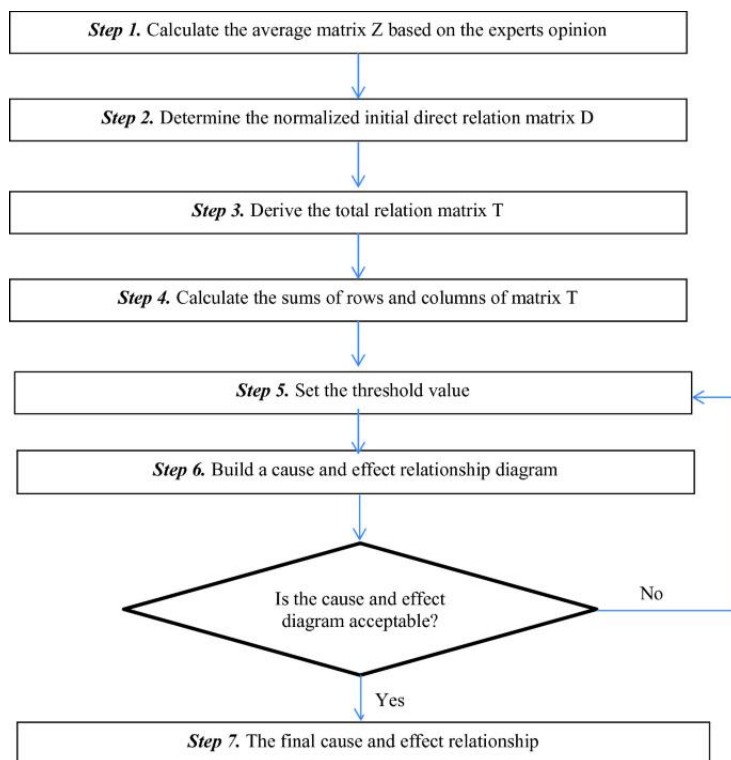 Step 1. Calculate the average matrix Z based on the experts opinion
Step 2. Determine the normalized initial direct relation matrix D
Step 3. Derive the total relation matrix T
Step 4. Calculate the sums of rows and columns of matrix T
Step 5. Set the threshold value
Step 6. Build a cause and effect relationship diagram
Is the cause and effect
diagram acceptable?
No
Yes
Step 7. The final cause and effect relationship